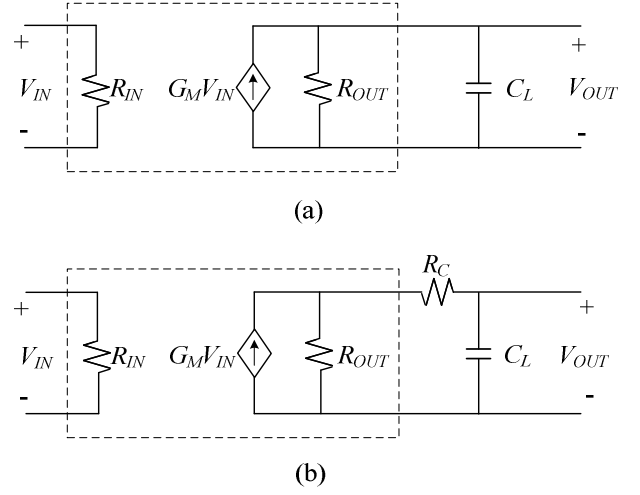 + +
V_IN R_IN G_M V_IN R_OUT C_L V_OUT
- -
(a)
R_C
+ +
V_IN R_IN G_M V_IN R_OUT C_L V_OUT
- -
(b)